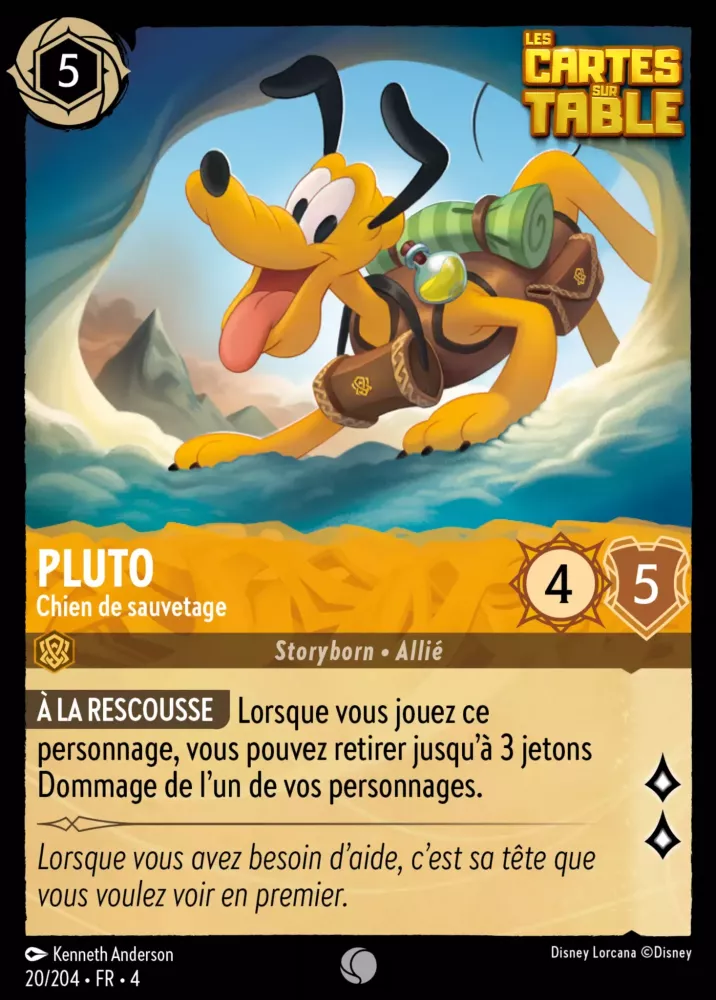 5
LES
CARTES
SUR
TABLE
PLUTO
Chien de sauvetage
4
5
Storyborn • Allié
À LA RESCOUSSE Lorsque vous jouez ce
personnage, vous pouvez retirer jusqu'à 3 jetons
Dommage de l'un de vos personnages.
Lorsque vous avez besoin d'aide, c'est sa tête que
vous voulez voir en premier.
Kenneth Anderson
Disney Lorcana ©Disney
20/204 • FR • 4